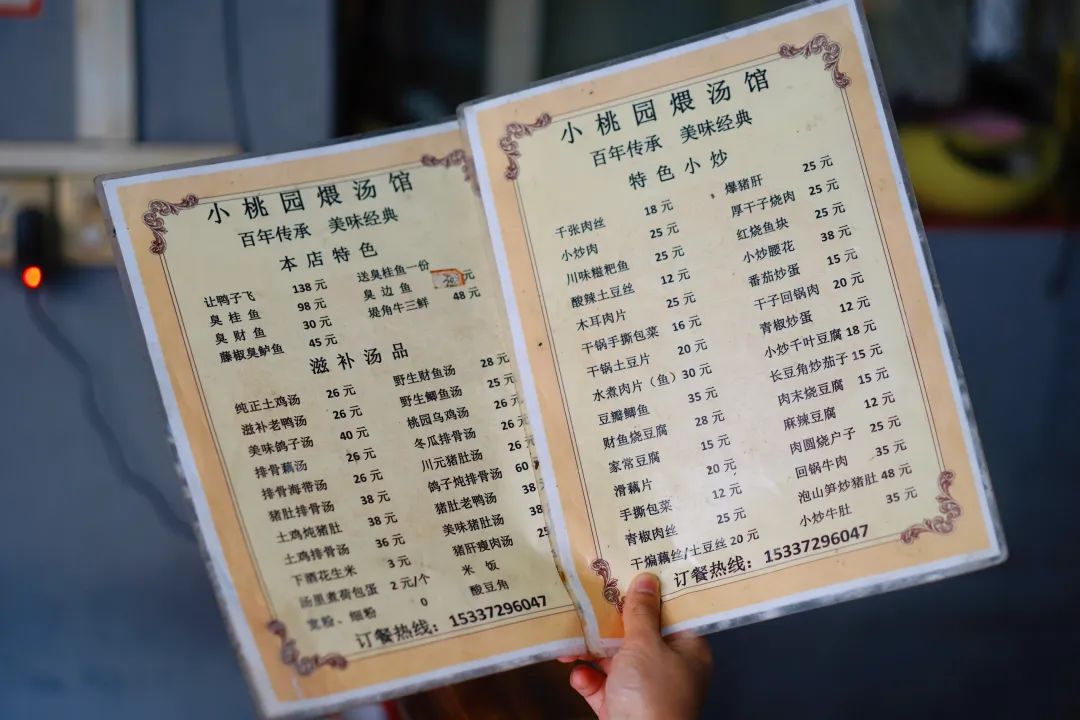 小桃园煨汤馆
百年传承 美味经典
本店特色
让鸭子飞 138元 送臭桂鱼一份
臭桂鱼 98元 臭边鱼 元
臭财鱼 30元 堤角牛三鲜 48元
藤椒臭鲈鱼 45元
滋补汤品
纯正土鸡汤 26元 野生财鱼汤 28元
滋补老鸭汤 26元 野生鲫鱼汤 25元
美味鸽子汤 40元 桃园乌鸡汤 26元
排骨藕汤 26元 冬瓜排骨汤 26元
排骨海带汤 26元 川元猪肚汤 26
猪肚排骨汤 38元 鸽子炖排骨汤 60
土鸡炖猪肚 38元 猪肚老鸭汤 38
土鸡排骨汤 36元 美味猪肚汤 38
下酒花生米 3元 猪肝瘦肉汤 25
汤里煮荷包蛋 2元/个 米饭
宽粉、细粉 0 酸豆角
订餐热线：15337296047
小桃园煨汤馆
百年传承 美味经典
特色小炒
千张肉丝 18元 爆猪肝 25元
小炒肉 25元 厚干子烧肉 25元
川味糍粑鱼 25元 红烧鱼块 25元
酸辣土豆丝 12元 小炒腰花 38元
木耳肉片 25元 番茄炒蛋 15元
干锅手撕包菜 16元 干子回锅肉 20元
干锅土豆片 20元 青椒炒蛋 12元
水煮肉片（鱼）30元 小炒千叶豆腐 18元
豆瓣鲫鱼 35元 长豆角炒茄子 15元
财鱼烧豆腐 28元 肉末烧豆腐 15元
家常豆腐 15元 麻辣豆腐 12元
滑藕片 20元 肉圆烧户子 25元
手撕包菜 12元 回锅牛肉 35元
青椒肉丝 25元 泡山笋炒猪肚 48元
干煸藕丝/土豆丝 20元 小炒牛肚 35元
订餐热线：15337296047